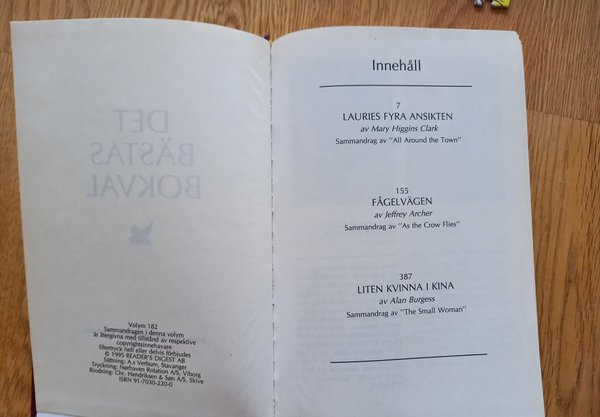 DET
BÄSTAS
BOKVAL
Volym 182
Sammandragen i denna volym
är återgivna med tillstånd av respektive
copyrightsinnehavare
Eftertryck helt eller delvis förbjudes
© 1995 READER'S DIGEST AB
Sättning: A.s Verbum, Stavanger
Tryckning: Nørhaven Rotation A/S, Viborg
Bindning: Chr. Hendriksen & Søn A/S, Skive
ISBN 91-7030-220-0
Innehåll
7
LAURIES FYRA ANSIKTEN
av Mary Higgins Clark
Sammandrag av "All Around the Town"
155
FÅGELVÄGEN
av Jeffrey Archer
Sammandrag av "As the Crow Flies"
387
LITEN KVINNA I KINA
av Alan Burgess
Sammandrag av "The Small Woman"